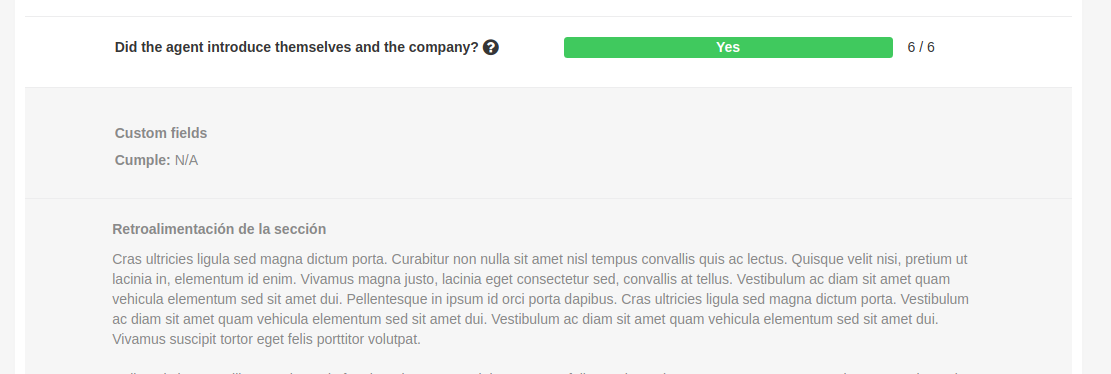 Did the agent introduce themselves and the company? ?
Yes
6 / 6
Custom fields
Cumple: N/A
Retroalimentación de la sección
Cras ultricies ligula sed magna dictum porta. Curabitur non nulla sit amet nisl tempus convallis quis ac lectus. Quisque velit nisi, pretium ut
lacinia in, elementum id enim. Vivamus magna justo, lacinia eget consectetur sed, convallis at tellus. Vestibulum ac diam sit amet quam
vehicula elementum sed sit amet dui. Pellentesque in ipsum id orci porta dapibus. Cras ultricies ligula sed magna dictum porta. Vestibulum
ac diam sit amet quam vehicula elementum sed sit amet dui. Vestibulum ac diam sit amet quam vehicula elementum sed sit amet dui.
Vivamus suscipit tortor eget felis porttitor volutpat.